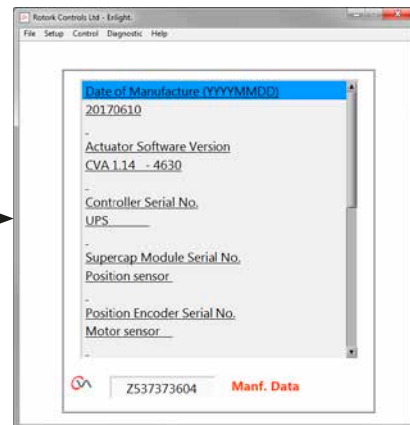 Rotork Controls Ltd - Enlight.
File Setup Control Diagnostic Help
Date of Manufacture (YYYYMMDD)
20170610
-
Actuator Software Version
CVA 1.14 - 4630
-
Controller Serial No.
UPS
-
Supercap Module Serial No.
Position sensor
-
Position Encoder Serial No.
Motor sensor
-
Z537373604 Manf. Data